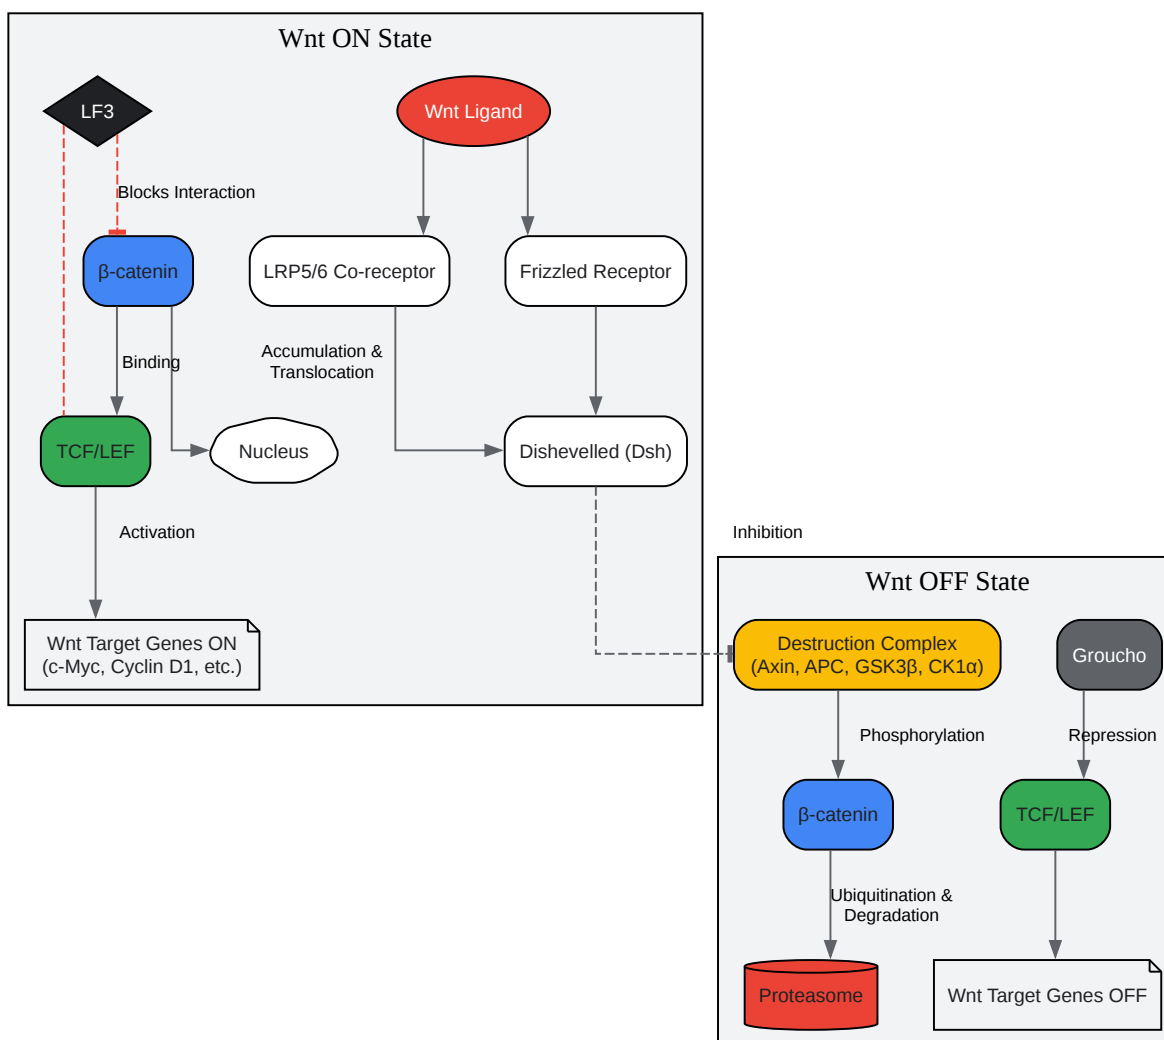 Wnt ON State
LF3
Wnt Ligand
Blocks Interaction
β-catenin
LRP5/6 Co-receptor
Frizzled Receptor
Binding
Accumulation &
Translocation
TCF/LEF
Nucleus
Dishevelled (Dsh)
Activation
Wnt Target Genes ON
(c-Myc, Cyclin D1, etc.)
Inhibition
Wnt OFF State
Destruction Complex
(Axin, APC, GSK3β, CK1α)
Groucho
Phosphorylation
Repression
β-catenin
TCF/LEF
Ubiquitination &
Degradation
Proteasome
Wnt Target Genes OFF